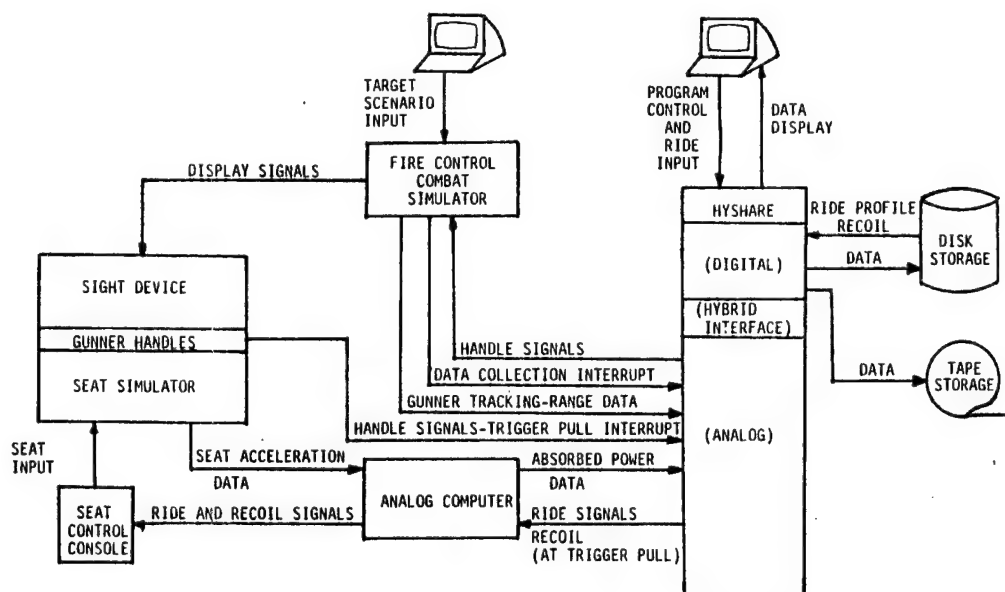 TARGET
SCENARIO
INPUT
PROGRAM
CONTROL
AND
RIDE
INPUT
DATA
DISPLAY
DISPLAY SIGNALS
FIRE CONTROL
COMBAT
SIMULATOR
HYSHARE
(DIGITAL)
(HYBRID
INTERFACE)
(ANALOG)
RIDE PROFILE
RECOIL
DATA
DISK
STORAGE
DATA
TAPE
STORAGE
SIGHT DEVICE
GUNNER HANDLES
SEAT SIMULATOR
HANDLE SIGNALS
DATA COLLECTION INTERRUPT
GUNNER TRACKING-RANGE DATA
HANDLE SIGNALS-TRIGGER PULL INTERRUPT
SEAT
INPUT
SEAT ACCELERATION
DATA
ABSORBED POWER
DATA
ANALOG COMPUTER
SEAT
CONTROL
CONSOLE
RIDE AND RECOIL SIGNALS
RIDE SIGNALS
RECOIL
(AT TRIGGER PULL)